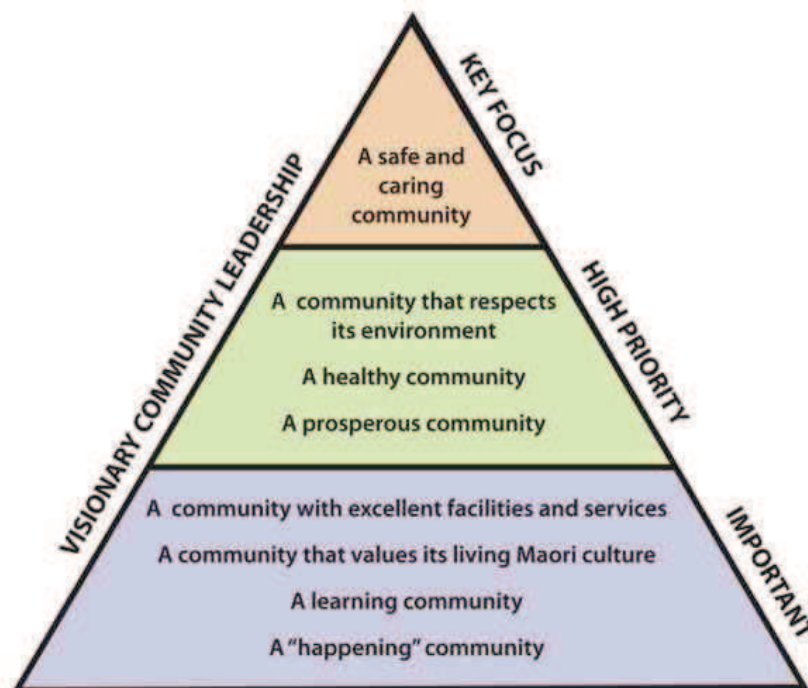 VISIONARY COMMUNITY LEADERSHIP
KEY FOCUS
A safe and
caring
community
HIGH PRIORITY
A community that respects
its environment
A healthy community
A prosperous community
IMPORTANT
A community with excellent facilities and services
A community that values its living Maori culture
A learning community
A “happening” community